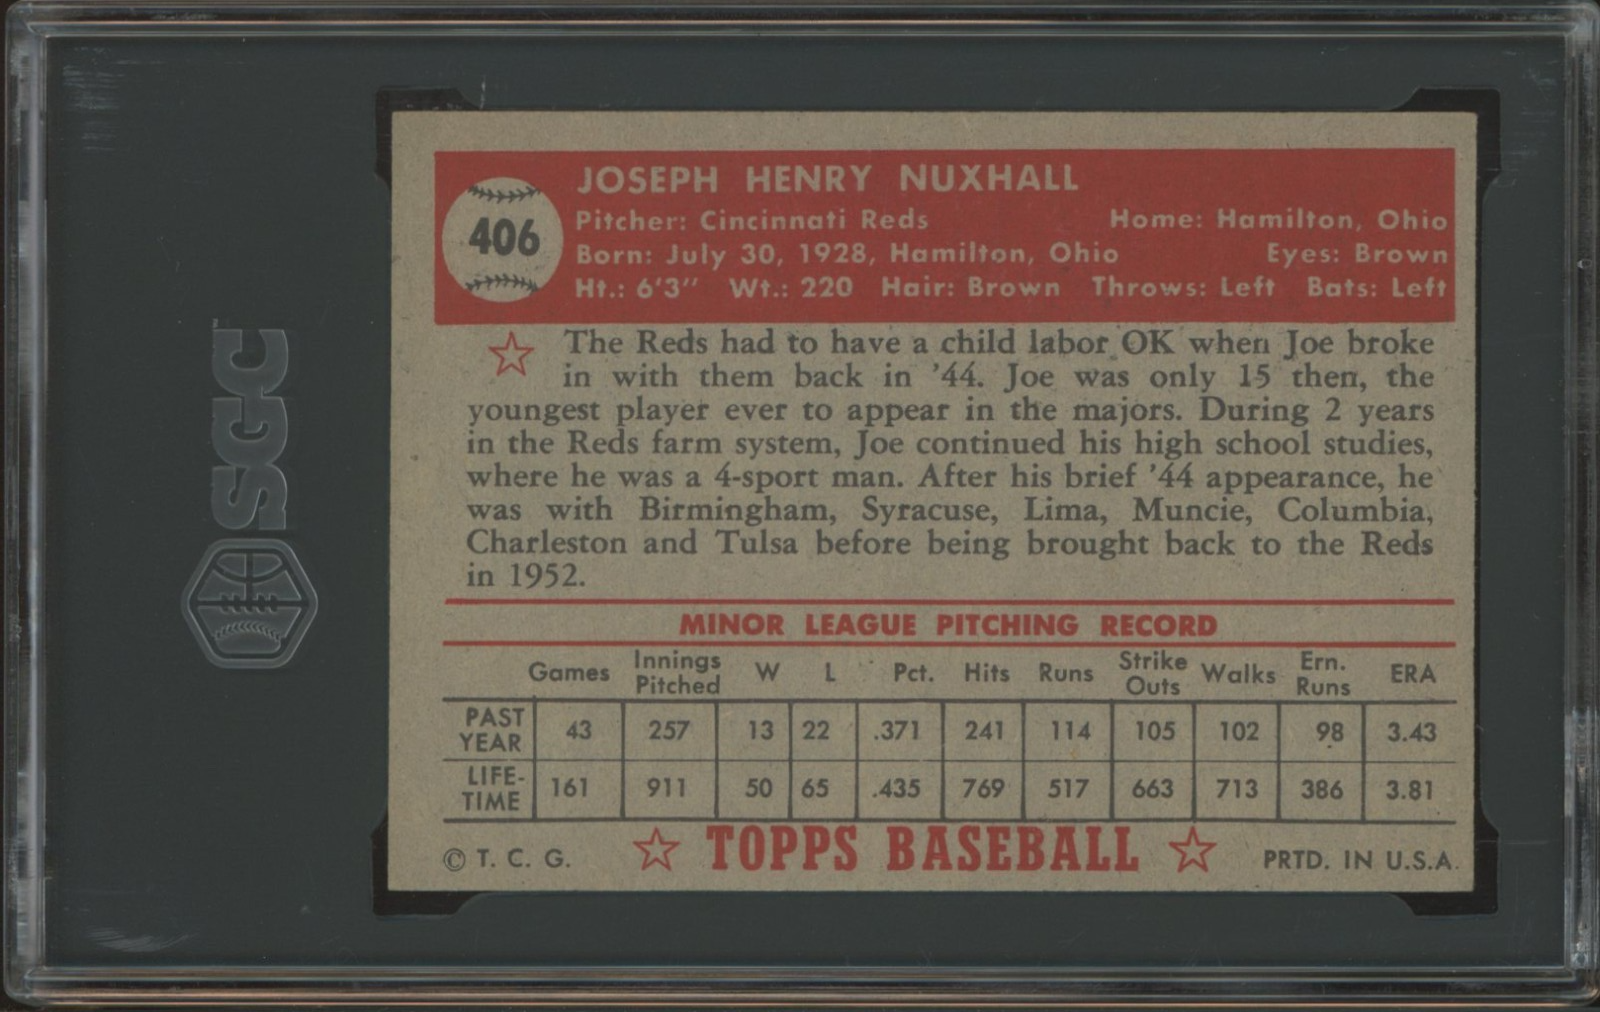 406
JOSEPH HENRY NUXHALL
Pitcher: Cincinnati Reds Home: Hamilton, Ohio
Born: July 30, 1928, Hamilton, Ohio Eyes: Brown
Ht.: 6'3" Wt.: 220 Hair: Brown Throws: Left Bats: Left
The Reds had to have a child labor OK when Joe broke
in with them back in '44. Joe was only 15 then, the
youngest player ever to appear in the majors. During 2 years
in the Reds farm system, Joe continued his high school studies,
where he was a 4-sport man. After his brief '44 appearance, he
was with Birmingham, Syracuse, Lima, Muncie, Columbia,
Charleston and Tulsa before being brought back to the Reds
in 1952.
MINOR LEAGUE PITCHING RECORD
Games Innings Pitched W L Pct. Hits Runs Strike Outs Walks Ern. Runs ERA
PAST YEAR 43 257 13 22 .371 241 114 105 102 98 3.43
LIFE-TIME 161 911 50 65 .435 769 517 663 713 386 3.81
© T. C. G. TOPPS BASEBALL PRTD. IN U.S.A.
SGC